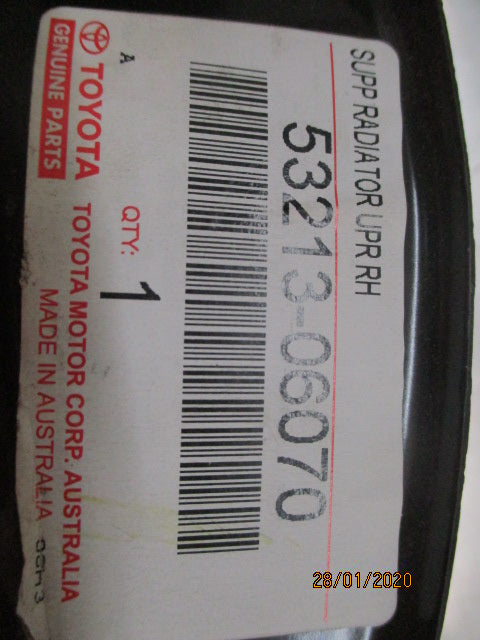 SUPP RADIATOR UPR RH
53213-06070
A
QTY: 1
TOYOTA
GENUINE PARTS
TOYOTA MOTOR CORP. AUSTRALIA
MADE IN AUSTRALIA
28/01/2020